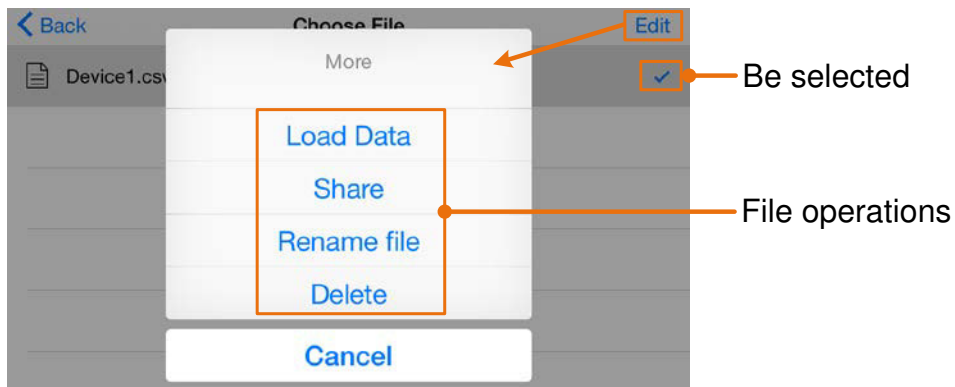 Back
Choose File
Edit
More
Device1.csv
Be selected
Load Data
Share
File operations
Rename file
Delete
Cancel